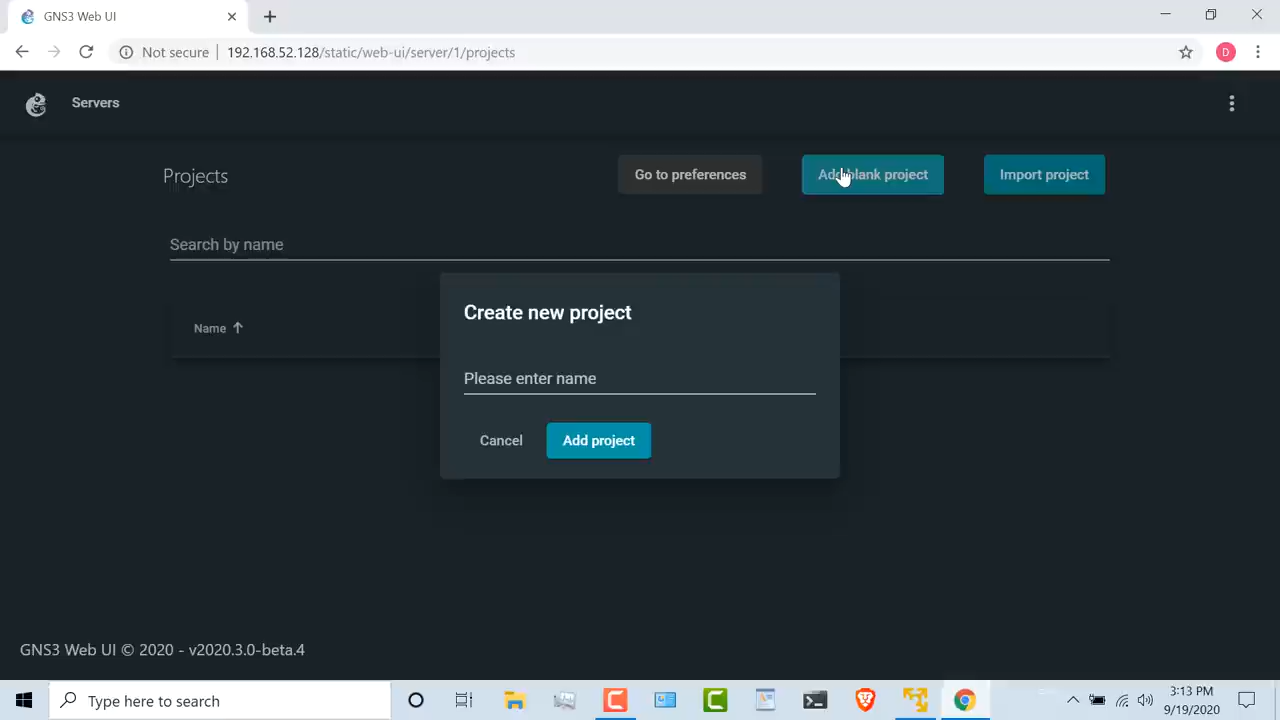 GNS3 Web UI
Not secure
192.168.52.128/static/web-ui/server/1/projects
D
Servers
Projects
Go to preferences
Add blank project
Import project
Search by name
Name
Create new project
Please enter name
Cancel
Add project
GNS3 Web UI © 2020 - v2020.3.0-beta.4
Type here to search
3:13 PM
9/19/2020